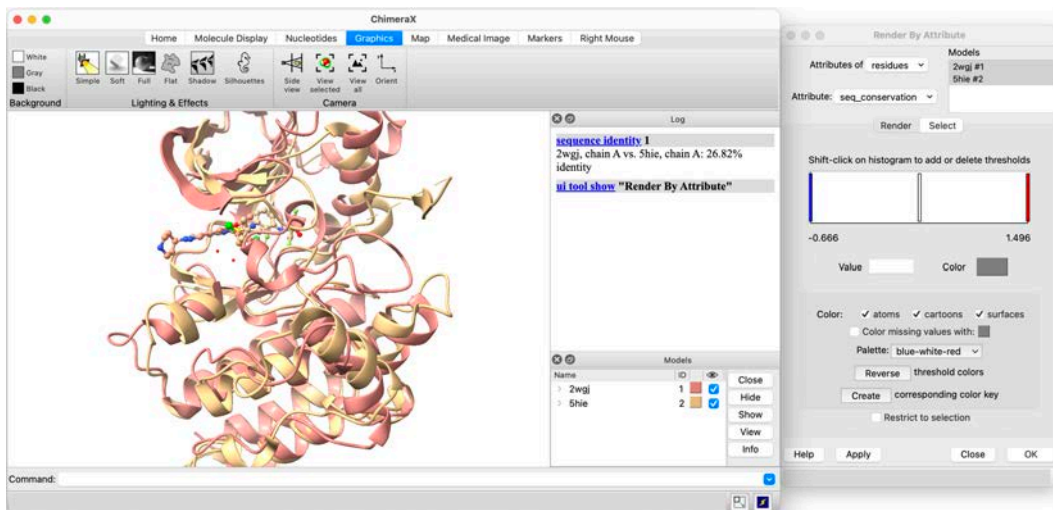 ChimeraX
Home Molecule Display Nucleotides Graphics Map Medical Image Markers Right Mouse
White
Gray
Black
Background
Simple Soft Full Flat Shadow Silhouettes
Lighting & Effects
Side view View selected View all Orient
Camera
Log
sequence identity 1
2wgj, chain A vs. 5hie, chain A: 26.82%
identity
ui tool show "Render By Attribute"
Models
Name ID
2wgj 1
5hie 2
Close
Hide
Show
View
Info
Command:
Render By Attribute
Attributes of residues
Models
2wgj #1
5hie #2
Attribute: seq_conservation
Render Select
Shift-click on histogram to add or delete thresholds
-0.666 1.496
Value Color
Color: atoms cartoons surfaces
Color missing values with:
Palette: blue-white-red
Reverse threshold colors
Create corresponding color key
Restrict to selection
Help Apply Close OK